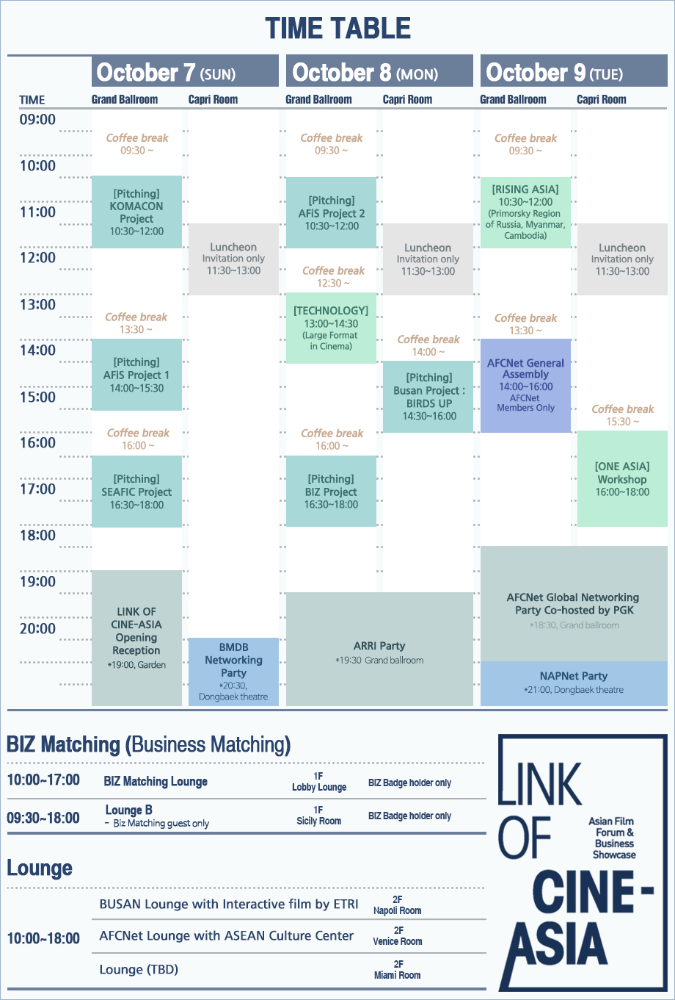 TIME TABLE
October 7 (SUN)
October 8 (MON)
October 9 (TUE)
TIME
Grand Ballroom
Capri Room
Grand Ballroom
Capri Room
Grand Ballroom
Capri Room
09:00
10:00
11:00
12:00
13:00
14:00
15:00
16:00
17:00
18:00
19:00
20:00
Coffee break
09:30 ~
[Pitching]
KOMACON
Project
10:30~12:00
Coffee break
13:30 ~
[Pitching]
AFiS Project 1
14:00~15:30
Coffee break
16:00 ~
[Pitching]
SEAFIC Project
16:30~18:00
LINK OF
CINE-ASIA
Opening
Reception
*19:00, Garden
Luncheon
Invitation only
11:30~13:00
BMDB
Networking
Party
*20:30,
Dongbaek theatre
Coffee break
09:30 ~
[Pitching]
AFiS Project 2
10:30~12:00
Coffee break
12:30 ~
[TECHNOLOGY]
13:00~14:30
(Large Format
in Cinema)
Coffee break
16:00 ~
[Pitching]
BIZ Project
16:30~18:00
Luncheon
Invitation only
11:30~13:00
Coffee break
14:00 ~
[Pitching]
Busan Project :
BIRDS UP
14:30~16:00
ARRI Party
*19:30 Grand ballroom
Coffee break
09:30 ~
[RISING ASIA]
10:30~12:00
(Primorsky Region
of Russia, Myanmar,
Cambodia)
Coffee break
13:30 ~
AFCNet General
Assembly
14:00~16:00
AFCNet
Members Only
Luncheon
Invitation only
11:30~13:00
Coffee break
15:30 ~
[ONE ASIA]
Workshop
16:00~18:00
AFCNet Global Networking
Party Co-hosted by PGK
*18:30, Grand ballroom
NAPNet Party
*21:00, Dongbaek theatre
BIZ Matching (Business Matching)
10:00~17:00
BIZ Matching Lounge
1F
Lobby Lounge
BIZ Badge holder only
09:30~18:00
Lounge B
– Biz Matching guest only
1F
Sicily Room
BIZ Badge holder only
Lounge
10:00~18:00
BUSAN Lounge with Interactive film by ETRI
2F
Napoli Room
AFCNet Lounge with ASEAN Culture Center
2F
Venice Room
Lounge (TBD)
2F
Miami Room
LINK
OF
Asian Film
Forum &
Business
Showcase
CINE-
ASIA